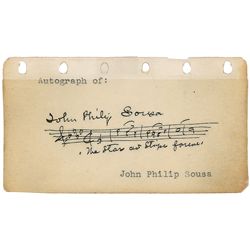 Autograph of:
John Philip Sousa
"The Stars and Stripes forever"
John Philip Sousa